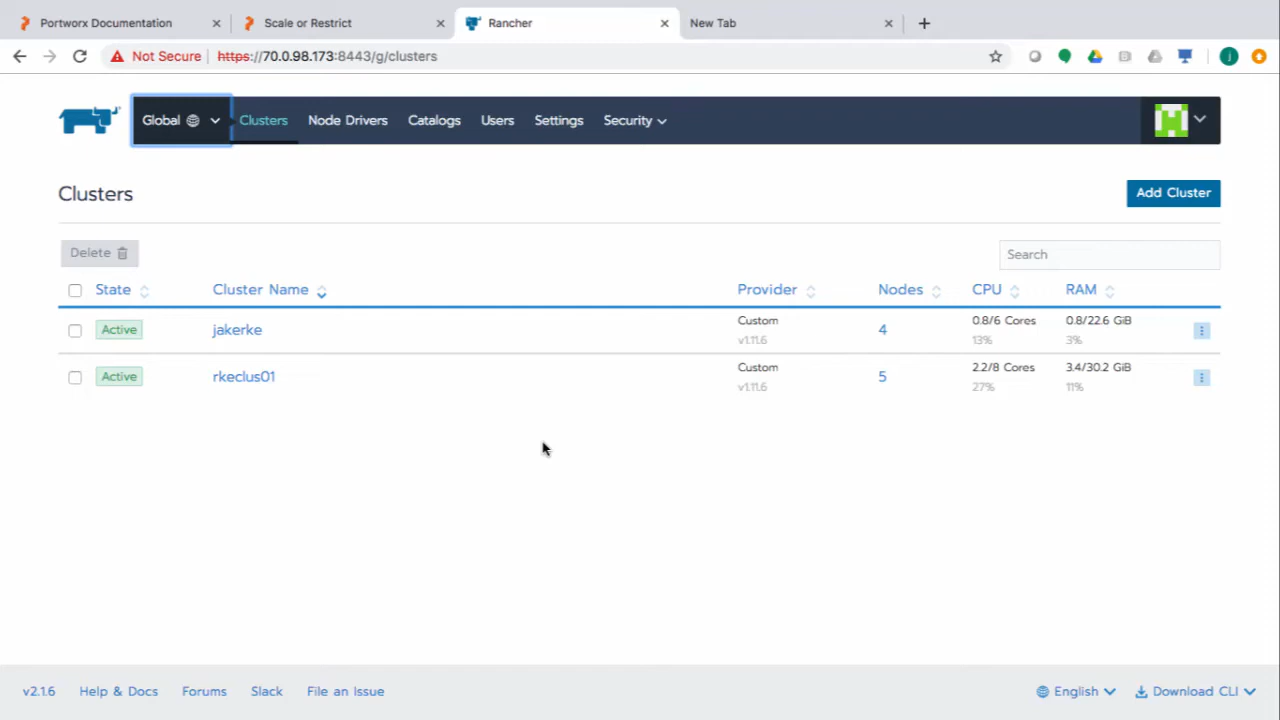 Portworx Documentation
Scale or Restrict
Rancher
New Tab
Not Secure https://70.0.98.173:8443/g/clusters
j
Global Clusters Node Drivers Catalogs Users Settings Security
Clusters
Add Cluster
Delete
Search
State Cluster Name Provider Nodes CPU RAM
Active jakerke Custom 4 0.8/6 Cores 0.8/22.6 GiB
v1.11.6 13% 3%
Active rkeclus01 Custom 5 2.2/8 Cores 3.4/30.2 GiB
v1.11.6 27% 11%
v2.1.6 Help & Docs Forums Slack File an Issue English Download CLI